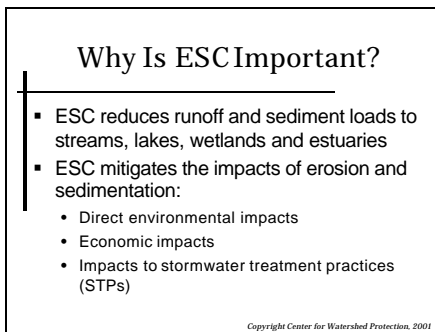 Why Is ESC Important?
▪ ESC reduces runoff and sediment loads to
streams, lakes, wetlands and estuaries
▪ ESC mitigates the impacts of erosion and
sedimentation:
• Direct environmental impacts
• Economic impacts
• Impacts to stormwater treatment practices
(STPs)
Copyright Center for Watershed Protection, 2001